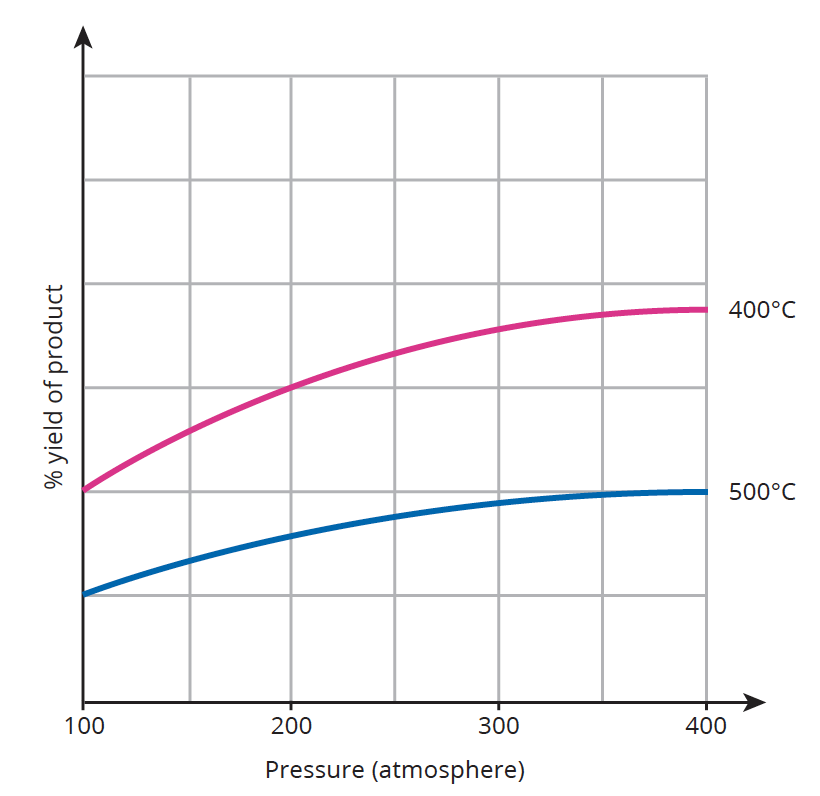 % yield of product
400°C
500°C
100 200 300 400
Pressure (atmosphere)